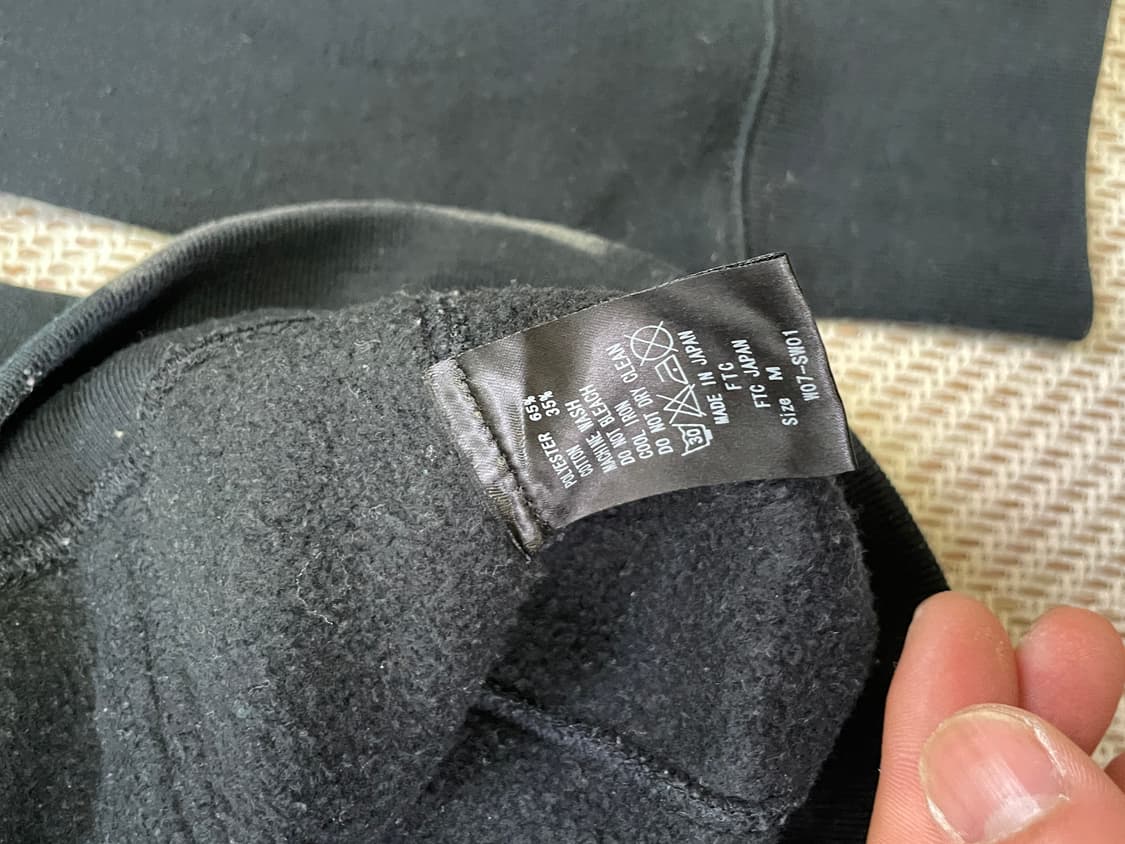 POLYESTER 65%
COTTON 35%
MACHINE WASH
DO NOT BLEACH
COOL IRON
DO NOT DRY CLEAN
30
MADE IN JAPAN
FTC
FTC JAPAN
Size M
W07-SW01